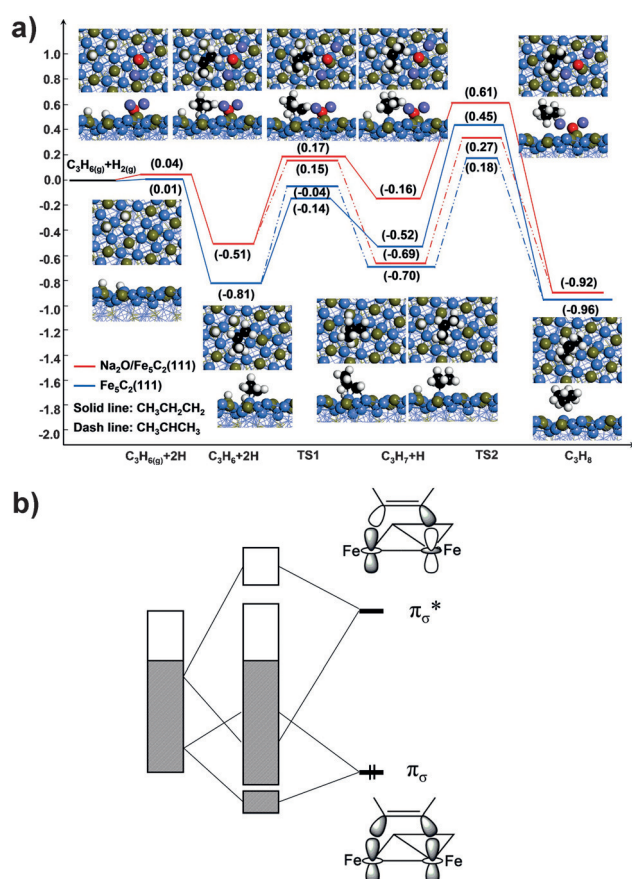 a)
1.0
0.8
0.6
0.4
0.2
0.0
-0.2
-0.4
-0.6
-0.8
-1.0
-1.2
-1.4
-1.6
-1.8
-2.0
C3H6(g)+H2(g)
(0.04)
(0.01)
(-0.51)
(-0.81)
(0.17)
(0.15)
(-0.04)
(-0.14)
(-0.16)
(-0.52)
(-0.69)
(-0.70)
(0.61)
(0.45)
(0.27)
(0.18)
(-0.92)
(-0.96)
Na2O/Fe5C2(111)
Fe5C2(111)
Solid line: CH3CH2CH2
Dash line: CH3CHCH3
C3H6(g)+2H C3H6+2H TS1 C3H7+H TS2 C3H8
b)
Fe Fe
πσ*
πσ
Fe Fe